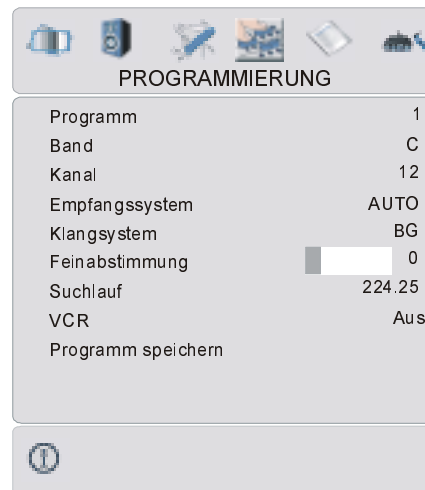 PROGRAMMIERUNG
Programm 1
Band C
Kanal 12
Empfangssystem AUTO
Klangsystem BG
Feinabstimmung 0
Suchlauf 224.25
VCR Aus
Programm speichern